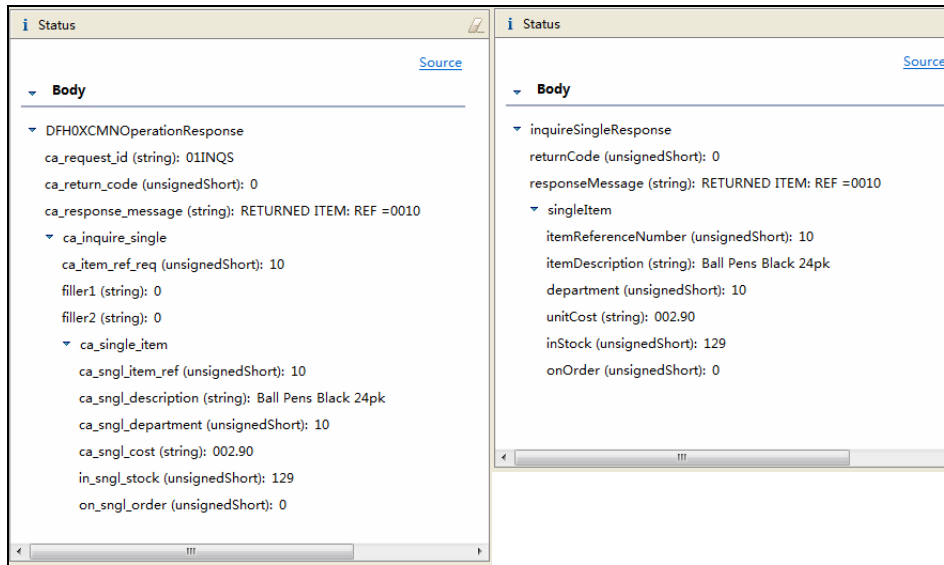 i Status
Source
Body
DFH0XCMNOperationResponse
ca_request_id (string): 01INQS
ca_return_code (unsignedShort): 0
ca_response_message (string): RETURNED ITEM: REF =0010
ca_inquire_single
ca_item_ref_req (unsignedShort): 10
filler1 (string): 0
filler2 (string): 0
ca_single_item
ca_sngl_item_ref (unsignedShort): 10
ca_sngl_description (string): Ball Pens Black 24pk
ca_sngl_department (unsignedShort): 10
ca_sngl_cost (string): 002.90
in_sngl_stock (unsignedShort): 129
on_sngl_order (unsignedShort): 0
i Status
Source
Body
inquireSingleResponse
returnCode (unsignedShort): 0
responseMessage (string): RETURNED ITEM: REF =0010
singleItem
itemReferenceNumber (unsignedShort): 10
itemDescription (string): Ball Pens Black 24pk
department (unsignedShort): 10
unitCost (string): 002.90
inStock (unsignedShort): 129
onOrder (unsignedShort): 0